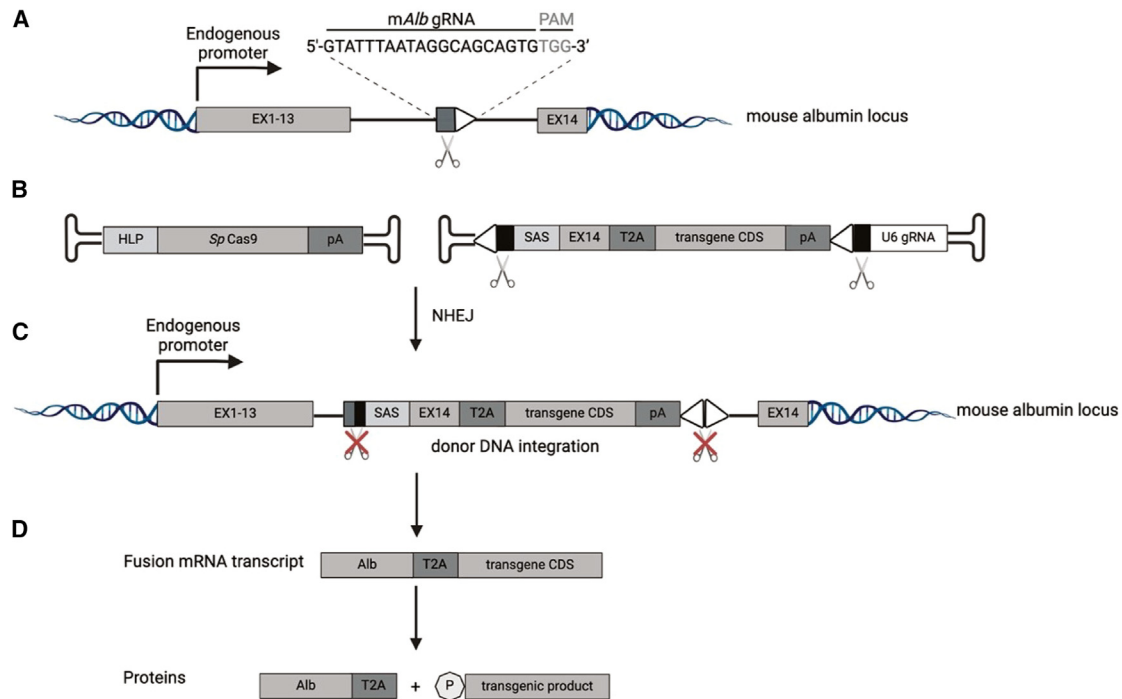 A
Endogenous
promoter
mAlb gRNA
PAM
5'-GTATTTAATAGGCAGCAGTGTGG-3'
EX1-13
EX14
mouse albumin locus
B
HLP
SpCas9
pA
SAS
EX14
T2A
transgene CDS
pA
U6 gRNA
NHEJ
C
Endogenous
promoter
EX1-13
SAS
EX14
T2A
transgene CDS
pA
EX14
mouse albumin locus
donor DNA integration
D
Fusion mRNA transcript
Alb
T2A
transgene CDS
Proteins
Alb
T2A
+
P
transgenic product